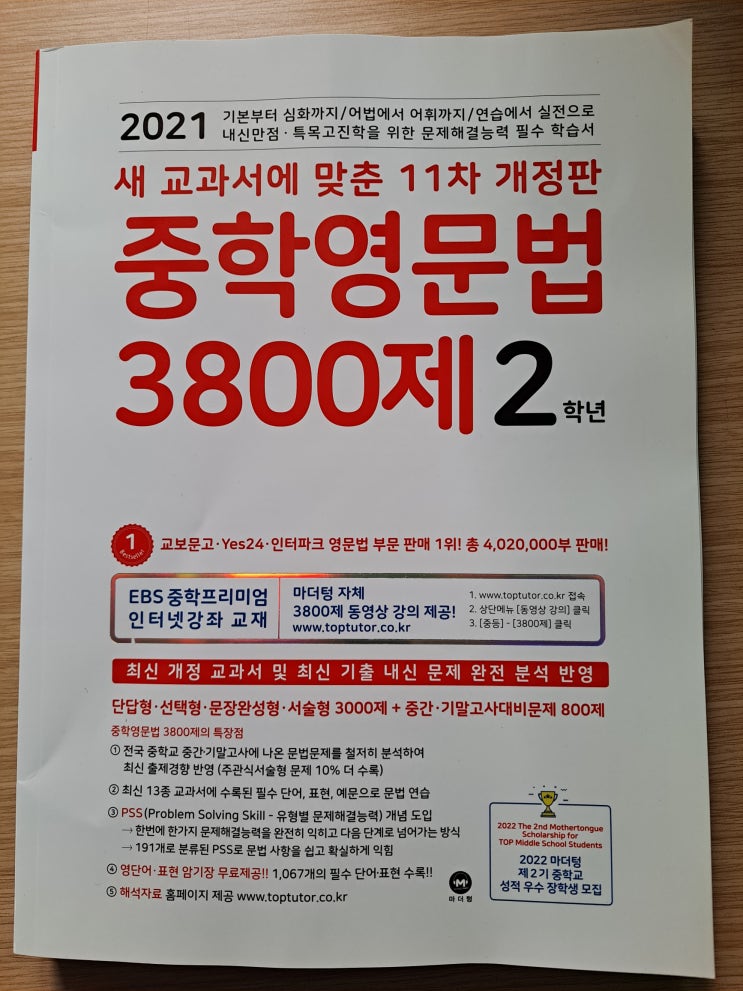 2021
기본부터 심화까지/어법에서 어휘까지/연습에서 실전으로
내신만점 · 특목고진학을 위한 문제해결능력 필수 학습서
새 교과서에 맞춘 11차 개정판
중학영문법
3800제 2 학년
1
Bestseller
교보문고·Yes24·인터파크 영문법 부문 판매 1위! 총 4,020,000부 판매!
EBS 중학프리미엄
인터넷강좌 교재
마더텅 자체
3800제 동영상 강의 제공!
www.toptutor.co.kr
1. www.toptutor.co.kr 접속
2. 상단메뉴 [동영상 강의] 클릭
3. [중등] - [3800제] 클릭
최신 개정 교과서 및 최신 기출 내신 문제 완전 분석 반영
단답형·선택형·문장완성형·서술형 3000제 + 중간·기말고사대비문제 800제
중학영문법 3800제의 특장점
① 전국 중학교 중간·기말고사에 나온 문법문제를 철저히 분석하여
최신 출제경향 반영 (주관식서술형 문제 10% 더 수록)
② 최신 13종 교과서에 수록된 필수 단어, 표현, 예문으로 문법 연습
③ PSS(Problem Solving Skill - 유형별 문제해결능력) 개념 도입
→ 한번에 한가지 문제해결능력을 완전히 익히고 다음 단계로 넘어가는 방식
→ 191개로 분류된 PSS로 문법 사항을 쉽고 확실하게 익힘
④ 영단어·표현 암기장 무료제공!! 1,067개의 필수 단어·표현 수록!!
⑤ 해석자료 홈페이지 제공 www.toptutor.co.kr
M
마더텅
2022 The 2nd Mothertongue
Scholarship for
TOP Middle School Students
2022 마더텅
제2기 중학교
성적 우수 장학생 모집